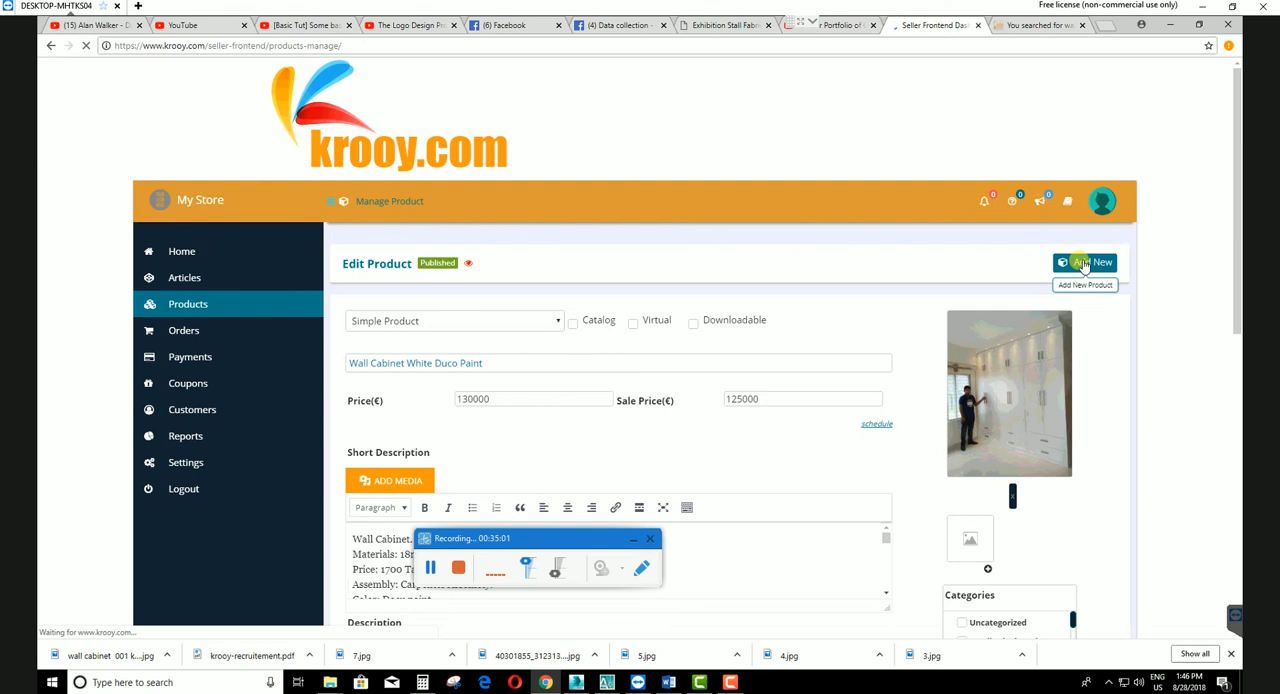 DESKTOP-MHTKS04
Free license (non-commercial use only)
(15) Alan Walker - D
YouTube
[Basic Tut] Some ba
The Logo Design Pr
(6) Facebook
(4) Data collection -
Exhibition Stall Fabri
r Portfolio of
Seller Frontend Das
You searched for wa
https://www.krooy.com/seller-frontend/products-manage/
krooy.com
My Store
Manage Product
0
0
0
Home
Articles
Products
Orders
Payments
Coupons
Customers
Reports
Settings
Logout
Edit Product
Published
Add New
Add New Product
Simple Product
Catalog
Virtual
Downloadable
Wall Cabinet White Duco Paint
Price(€)
130000
Sale Price(€)
125000
schedule
Short Description
ADD MEDIA
Paragraph
Wall Cabinet.
Materials: 18m
Price: 1700 Ta
Assembly: Car
Recording... 00:35:01
x
Description
Categories
Uncategorized
Waiting for www.krooy.com...
wall cabinet 001 k....jpg
krooy-recruitement.pdf
7.jpg
40301855_312313....jpg
5.jpg
4.jpg
3.jpg
Show all
Type here to search
ENG
1:46 PM
8/28/2018